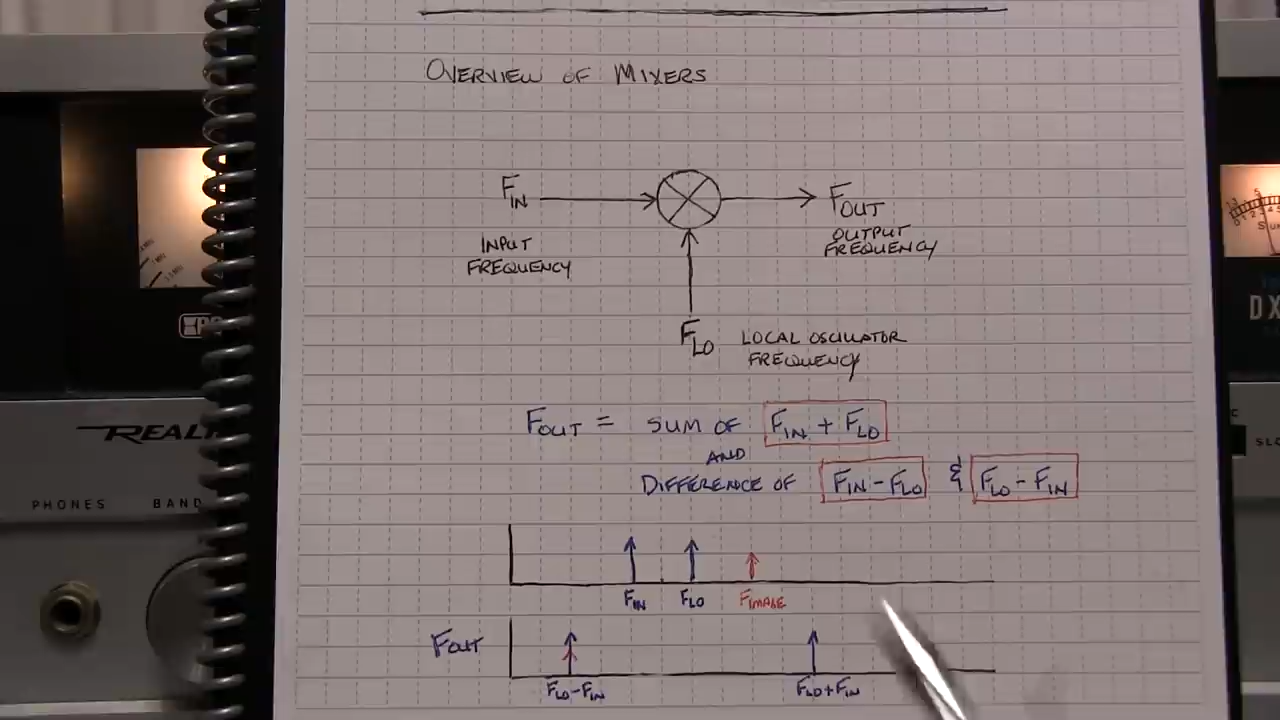 OVERVIEW OF MIXERS
FIN
FOUT
INPUT
FREQUENCY
OUTPUT
FREQUENCY
FLO
LOCAL OSCILLATOR
FREQUENCY
FOUT = SUM OF FIN + FLO
AND
DIFFERENCE OF FIN - FLO & FLO - FIN
FIN FLO FIMAGE
FOUT
FLO-FIN FLO+FIN
PHONES BAND
DX